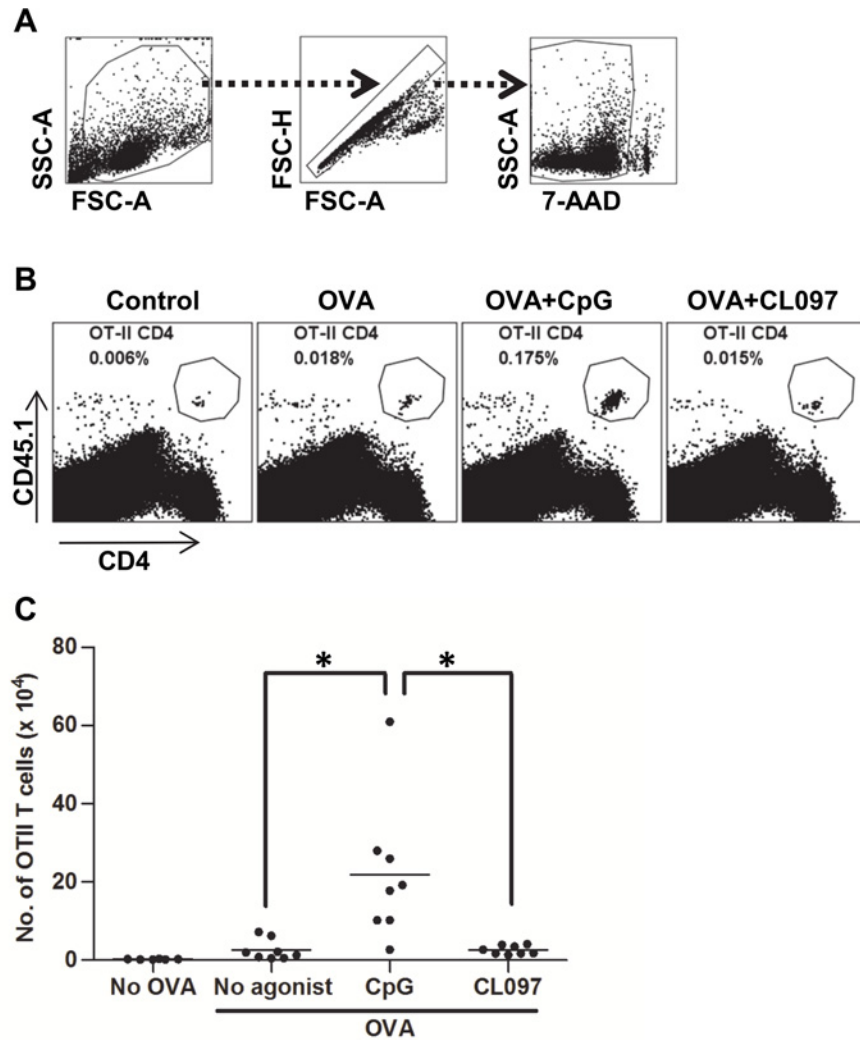 A
SSC-A
FSC-A
FSC-H
FSC-A
SSC-A
7-AAD
B
Control
OVA
OVA+CpG
OVA+CL097
OT-II CD4
0.006%
OT-II CD4
0.018%
OT-II CD4
0.175%
OT-II CD4
0.015%
CD45.1
CD4
C
No. of OTII T cells (x 10⁴)
80
60
40
20
0
*
*
No OVA
No agonist
CpG
CL097
OVA